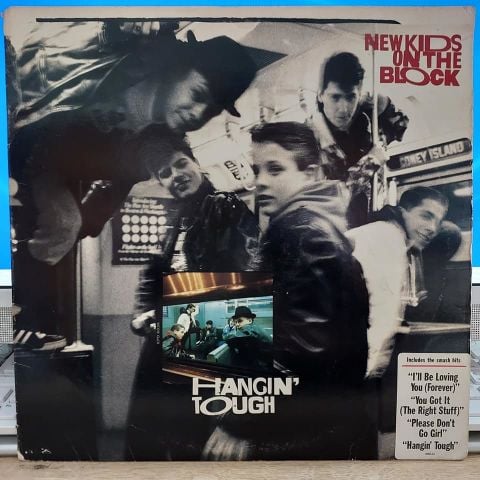 NEW KIDS
ON THE
BLOCK
CONEY ISLAND
HANGIN'
TOUGH
Includes the smash hits
"I'll Be Loving
You (Forever)"
"You Got It
(The Right Stuff)"
"Please Don't
Go Girl"
"Hangin' Tough"